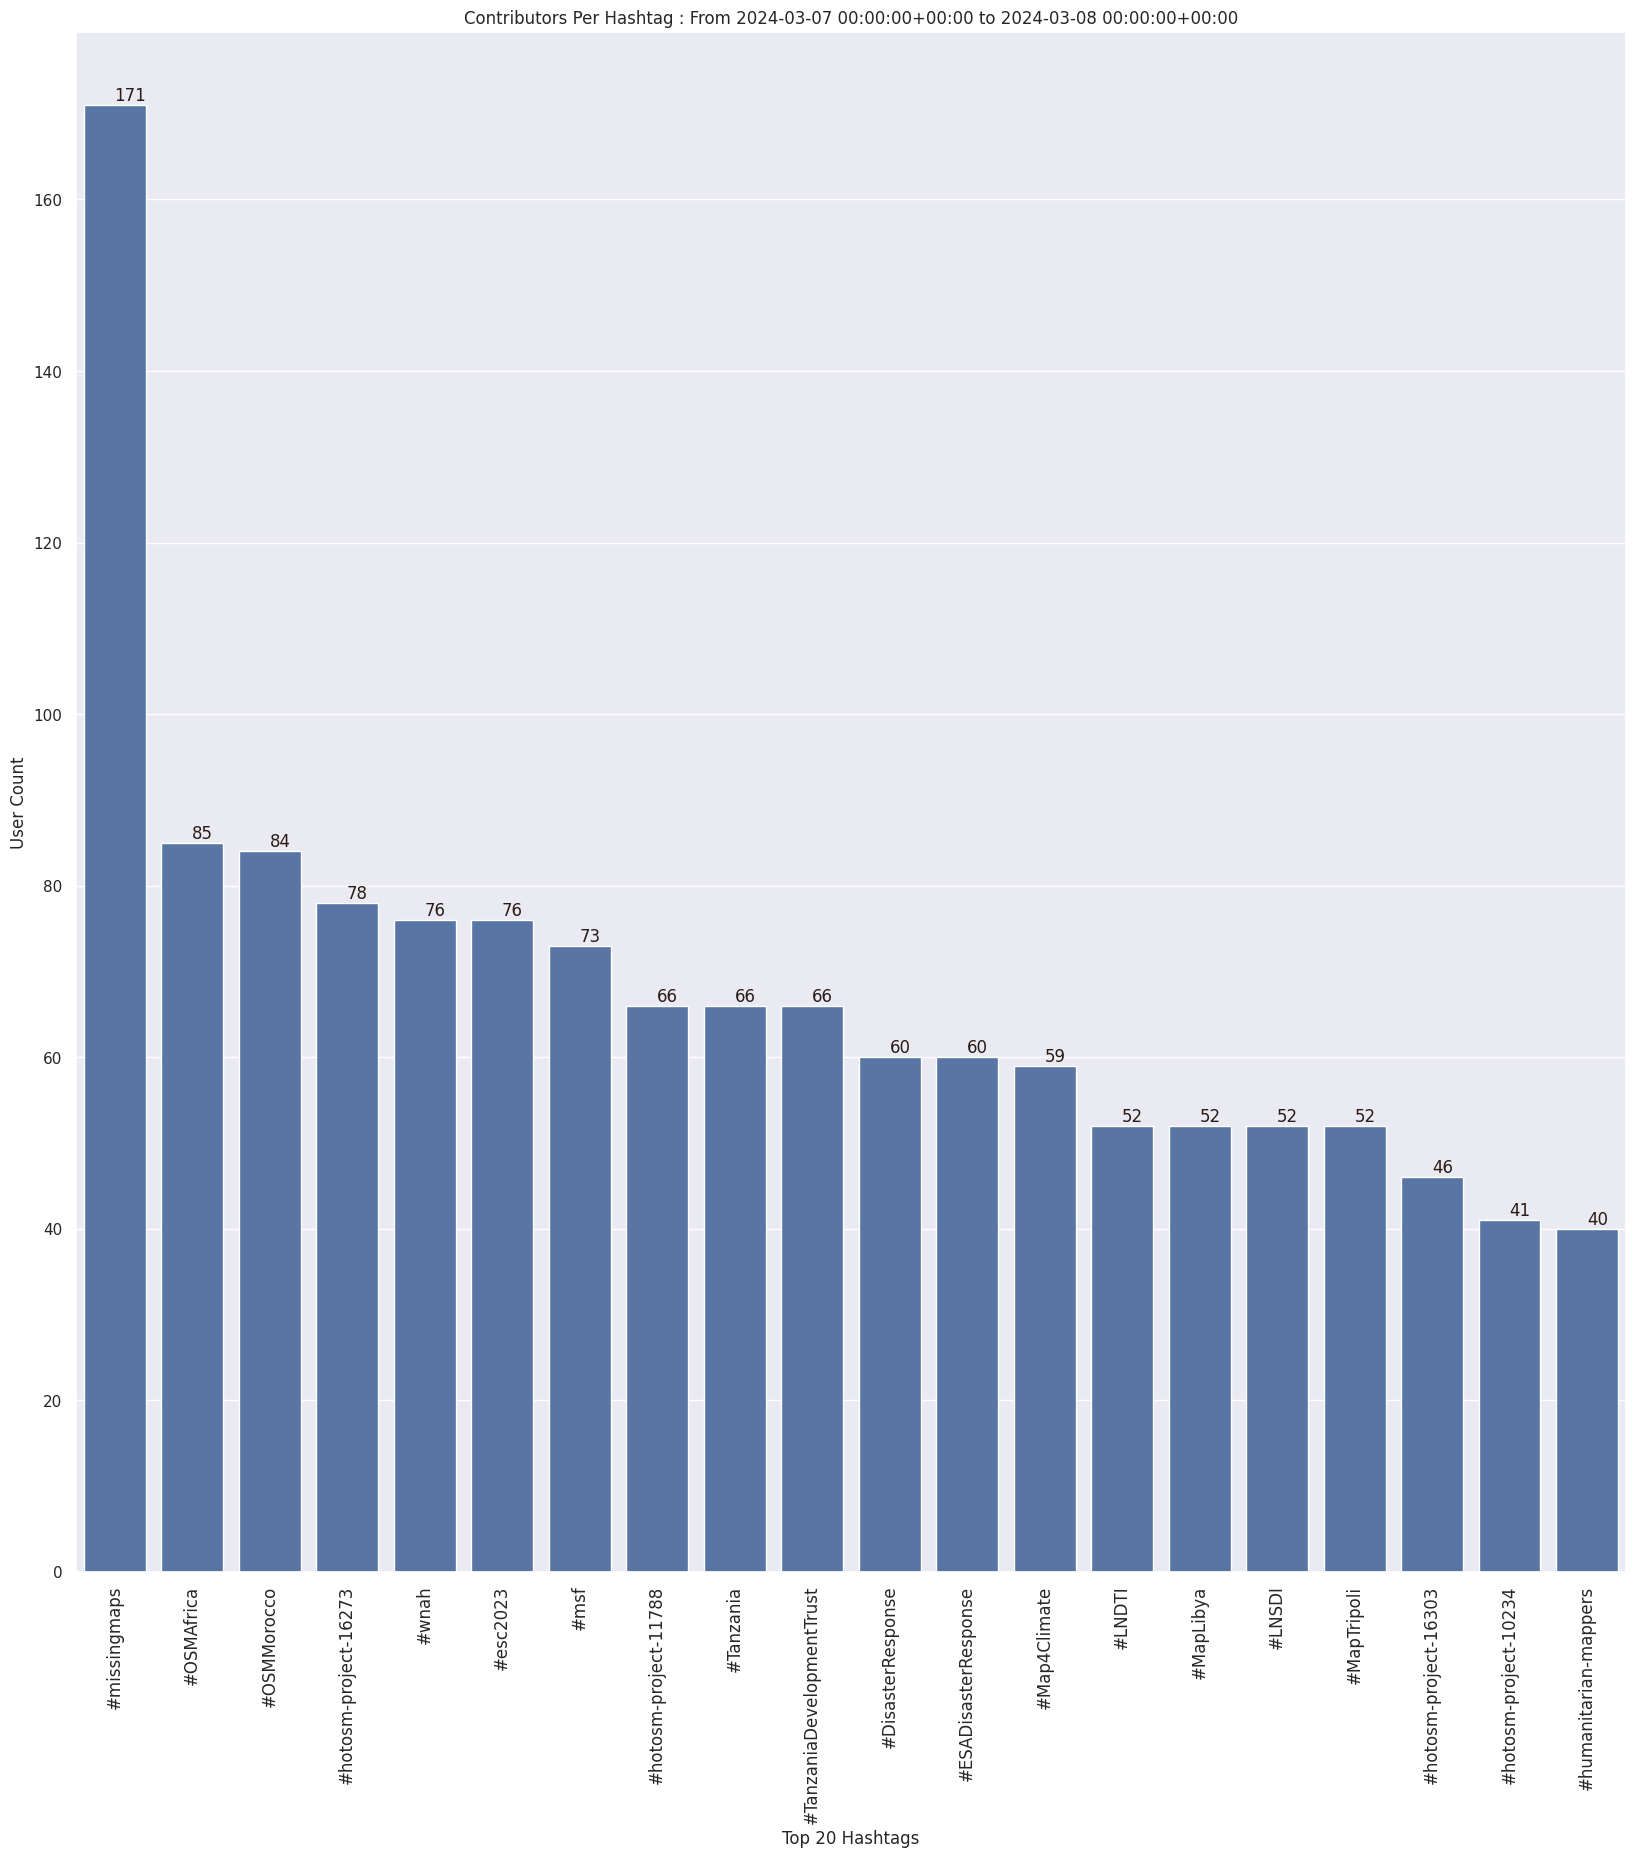 Contributors Per Hashtag : From 2024-03-07 00:00:00+00:00 to 2024-03-08 00:00:00+00:00
User Count
160
140
120
100
80
60
40
20
0
171
85
84
78
76
76
73
66
66
66
60
60
59
52
52
52
52
46
41
40
#missingmaps
#OSMAfrica
#OSMMorocco
#hotosm-project-16273
#wnah
#esc2023
#msf
#hotosm-project-11788
#Tanzania
#TanzaniaDevelopmentTrust
#DisasterResponse
#ESADisasterResponse
#Map4Climate
#LNDTI
#MapLibya
#LNSDI
#MapTripoli
#hotosm-project-16303
#hotosm-project-10234
#humanitarian-mappers
Top 20 Hashtags